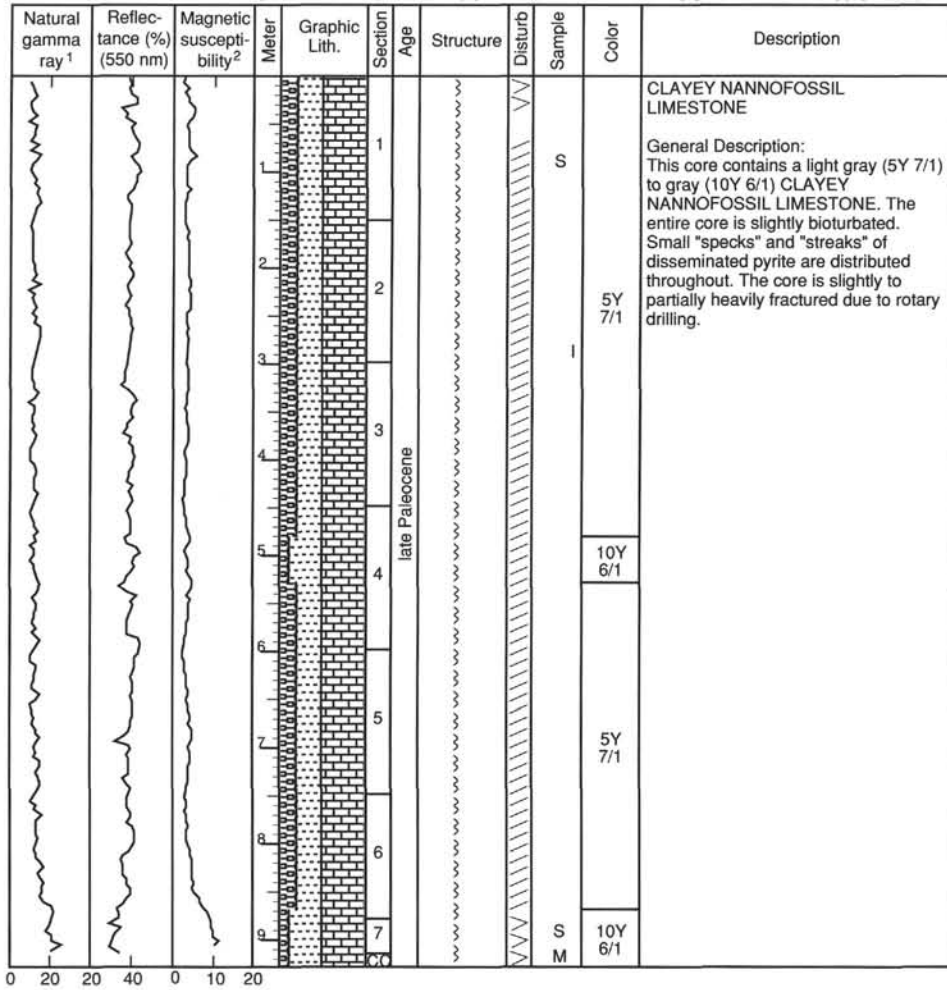 Natural gamma ray1
Reflec-tance (%) (550 nm)
Magnetic suscepti-bility2
Meter
Graphic Lith.
Section
Age
Structure
Disturb
Sample
Color
Description
1
2
3
4
5
6
7
8
9
1
2
3
4
5
6
7
CC
late Paleocene
S
I
S
M
5Y
7/1
10Y
6/1
5Y
7/1
10Y
6/1
CLAYEY NANNOFOSSIL
LIMESTONE
General Description:
This core contains a light gray (5Y 7/1)
to gray (10Y 6/1) CLAYEY
NANNOFOSSIL LIMESTONE. The
entire core is slightly bioturbated.
Small "specks" and "streaks" of
disseminated pyrite are distributed
throughout. The core is slightly to
partially heavily fractured due to rotary
drilling.
0 20 40 0 10 20